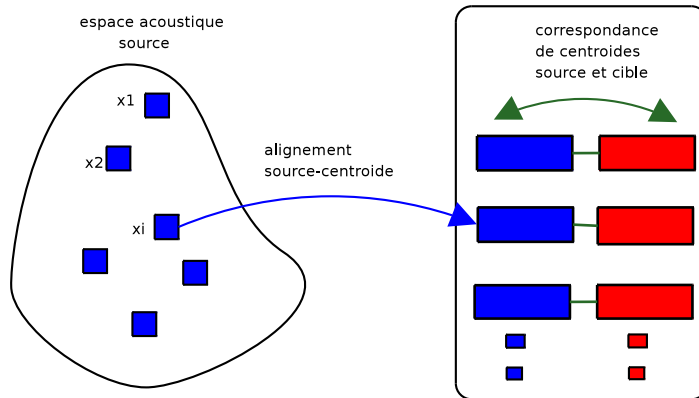 espace acoustique
source
x1
x2
xi
alignement
source-centroide
correspondance
de centroides
source et cible